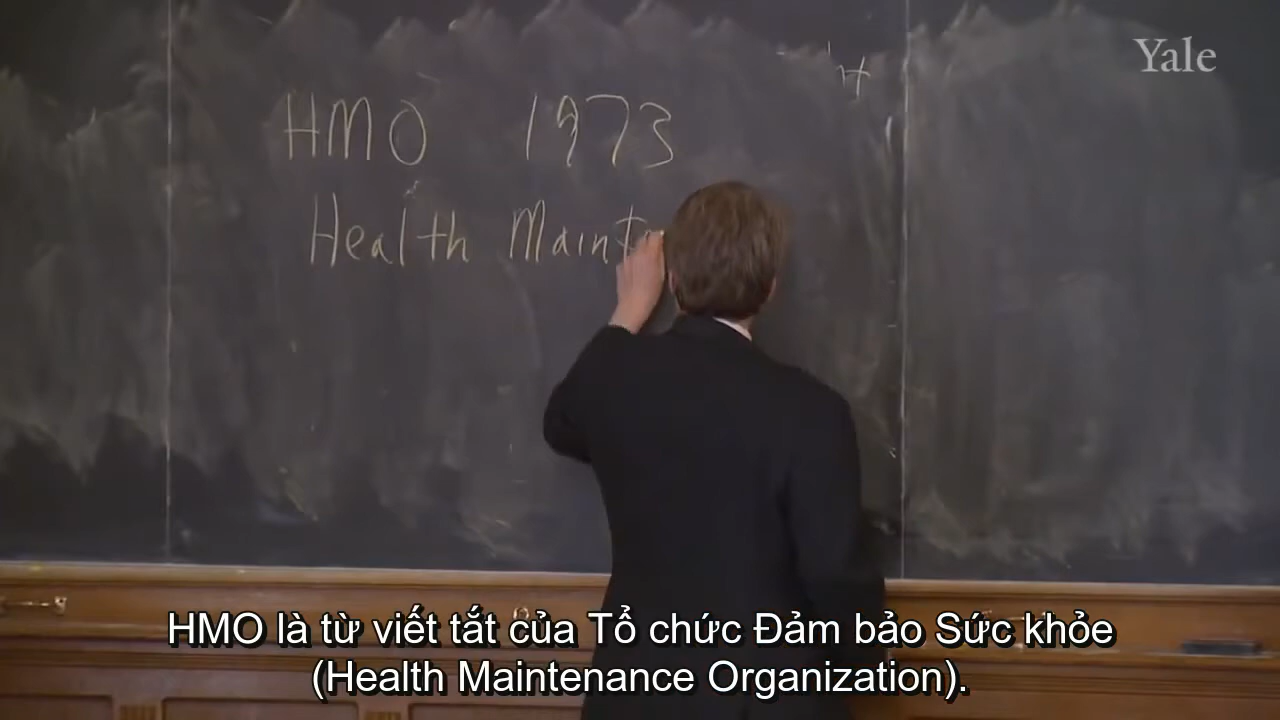 Yale
HMO 1973
Health Maint
HMO là từ viết tắt của Tổ chức Đảm bảo Sức khỏe
(Health Maintenance Organization).